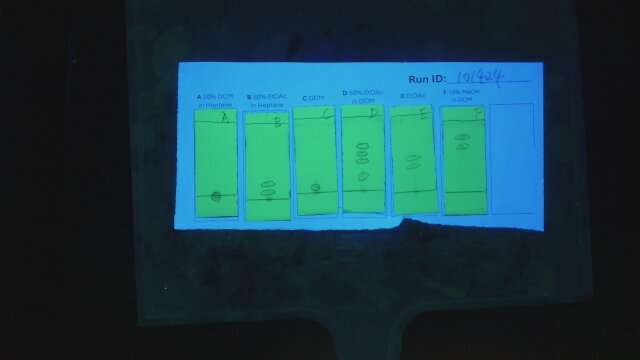 Run ID: 101424
A 50% DCM in Heptane
B 50% EtOAc in Heptane
C DCM
D 50% EtOAc in DCM
E EtOAc
F 10% MeOH in DCM
A B C D E F